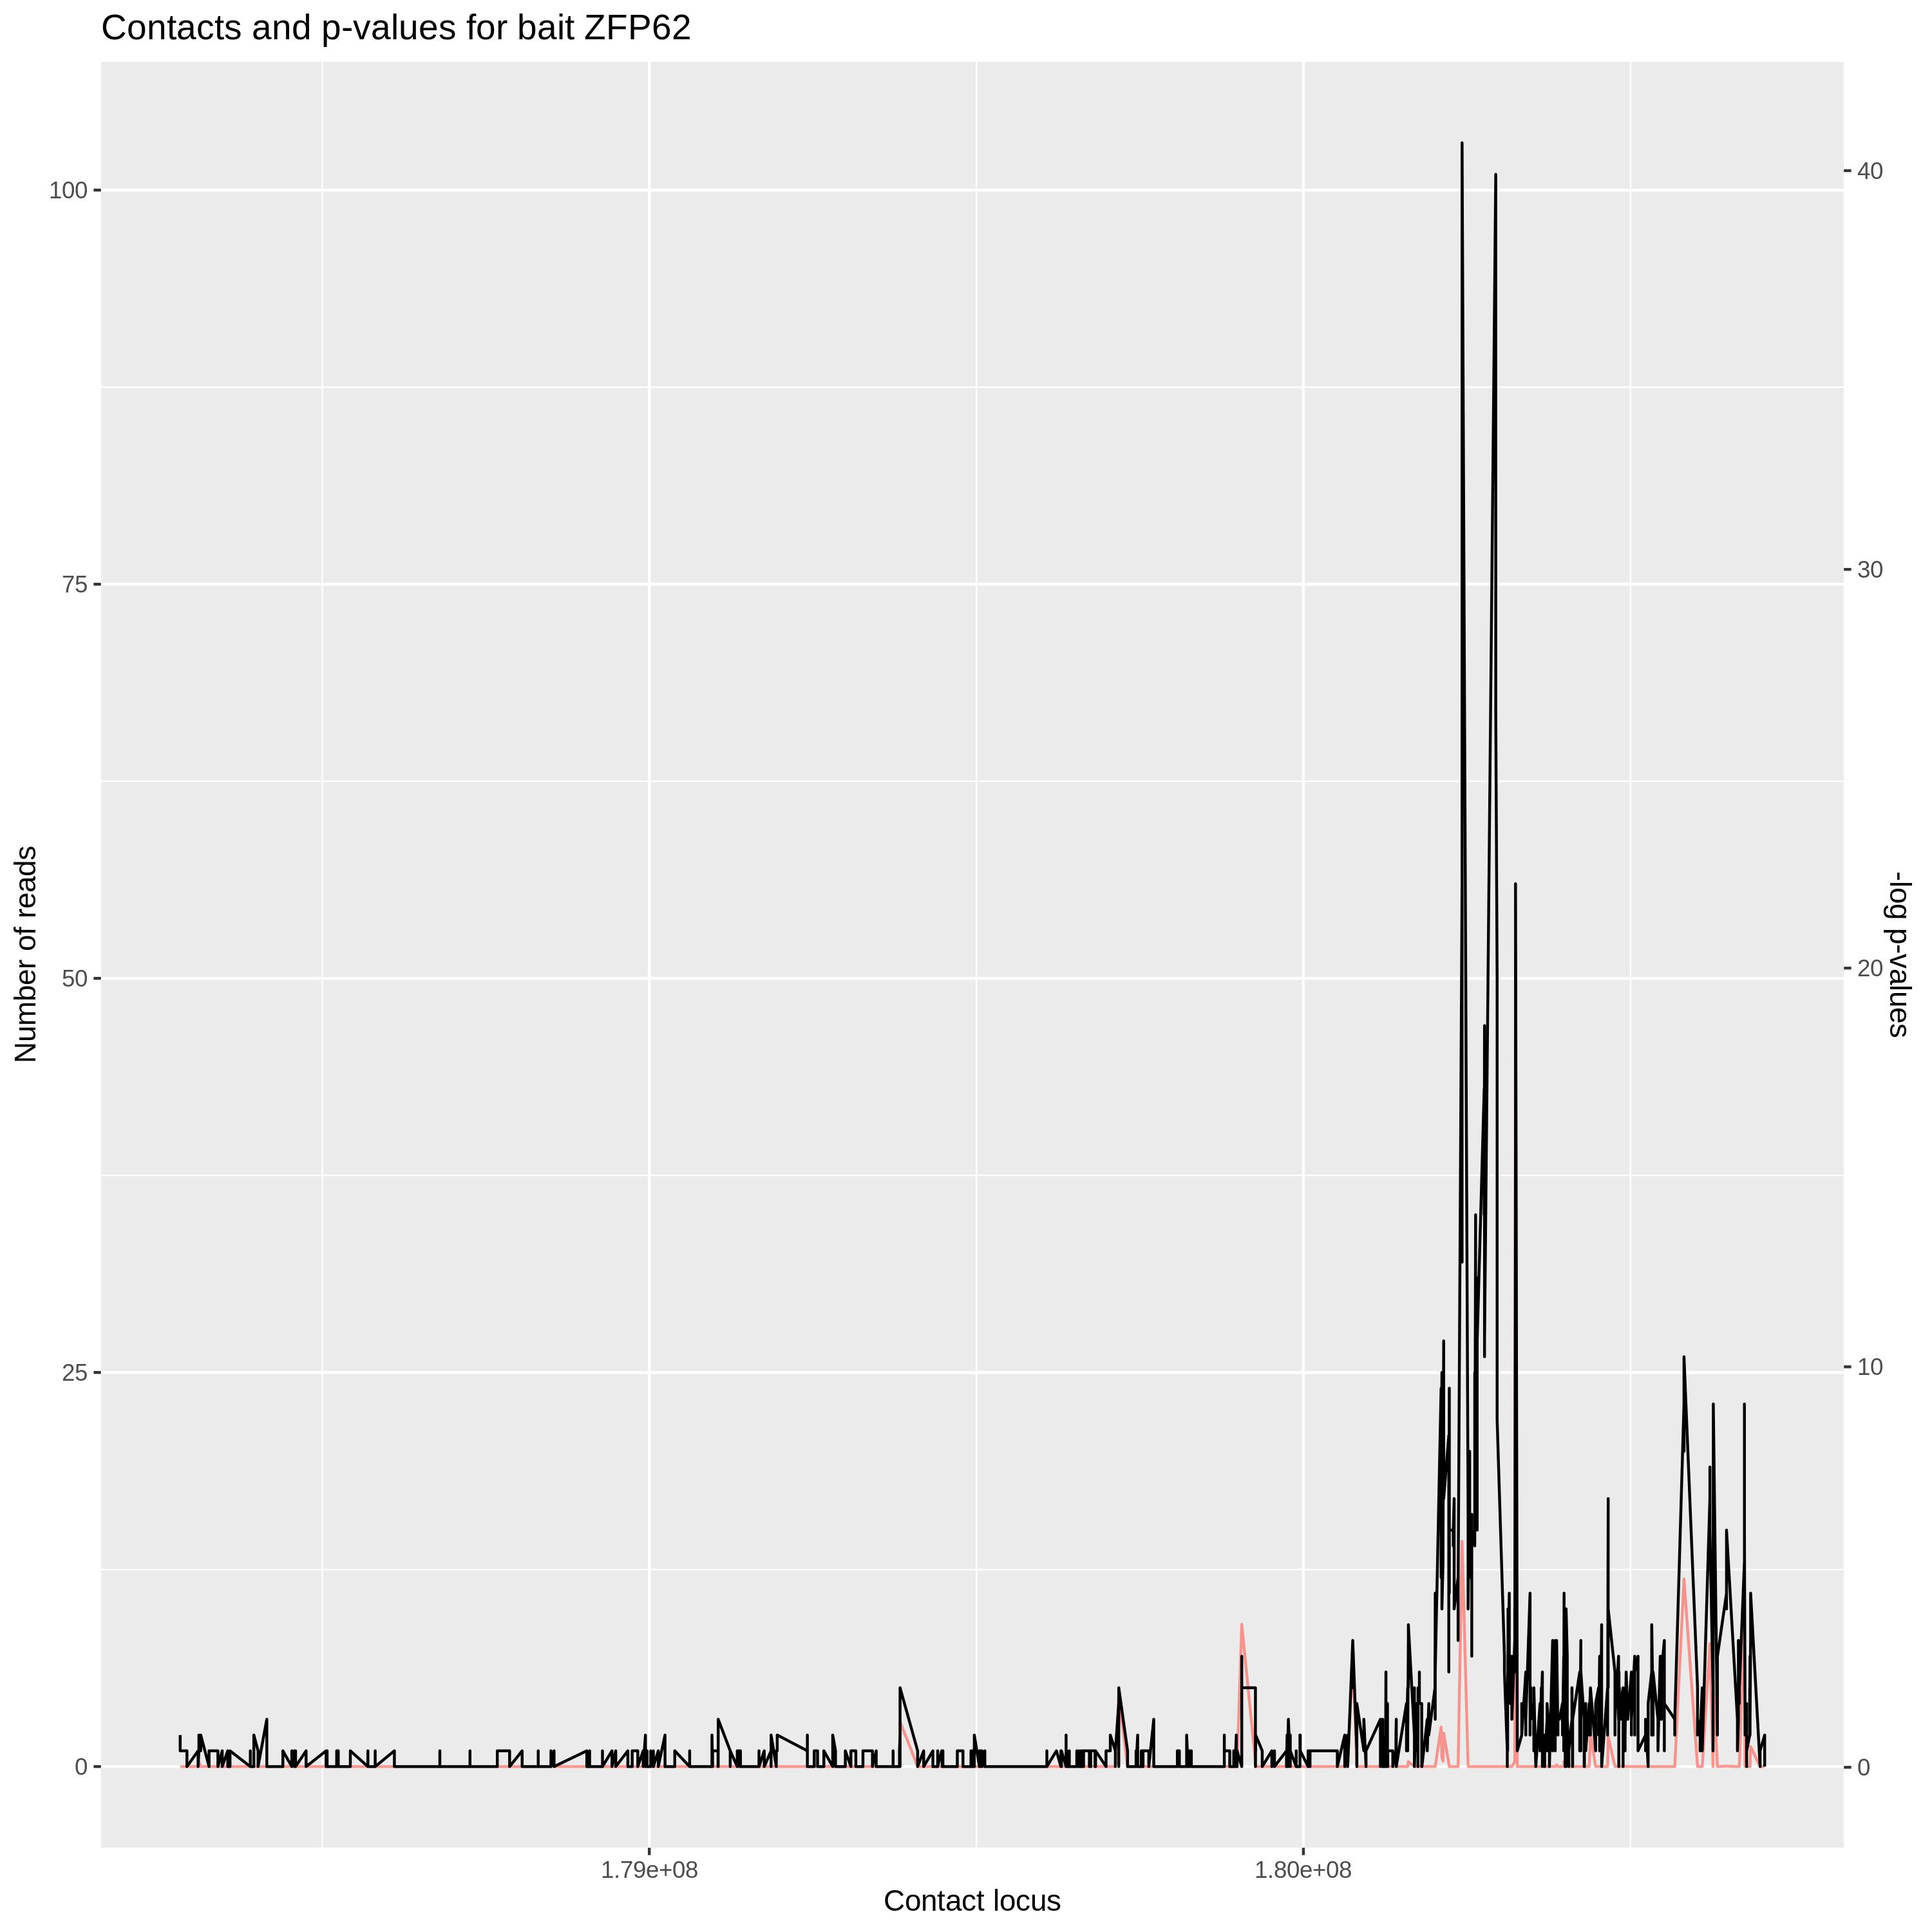 Contacts and p-values for bait ZFP62
100
75
50
25
0
Number of reads
40
30
20
10
0
-log p-values
1.79e+08
1.80e+08
Contact locus